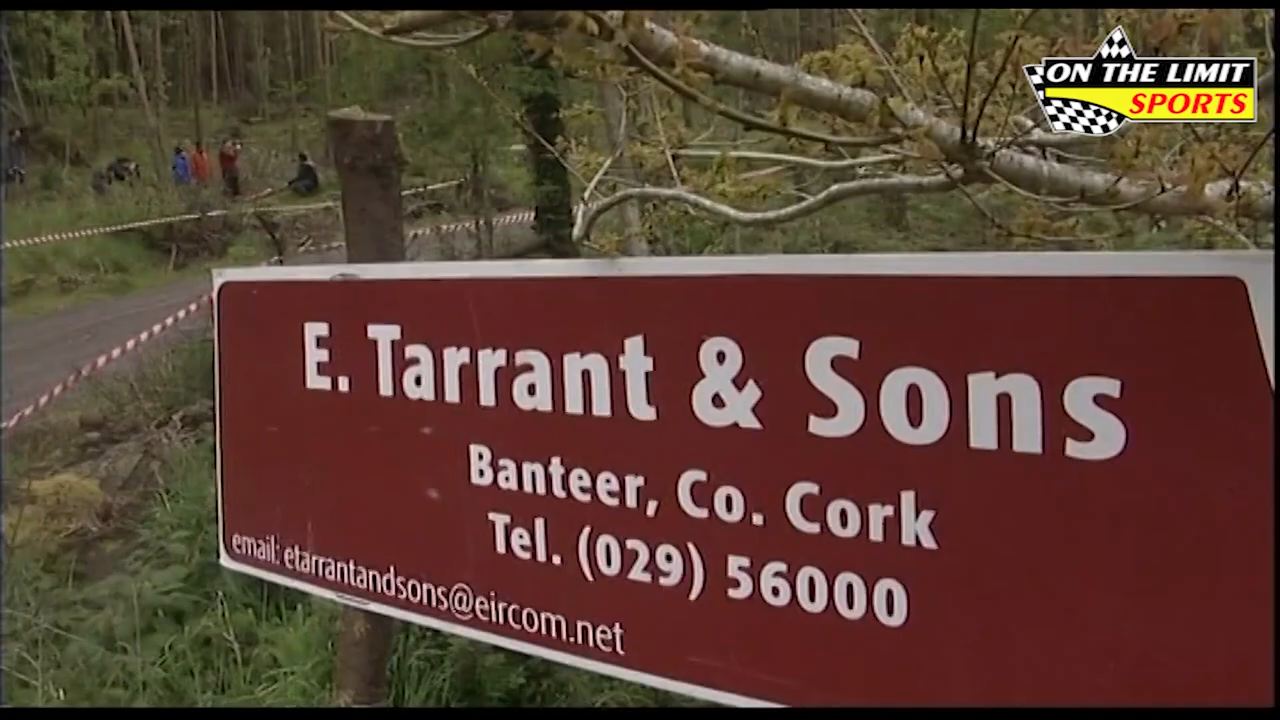 ON THE LIMIT
SPORTS
E. Tarrant & Sons
Banteer, Co. Cork
Tel. (029) 56000
email: etarrantandsons@eircom.net